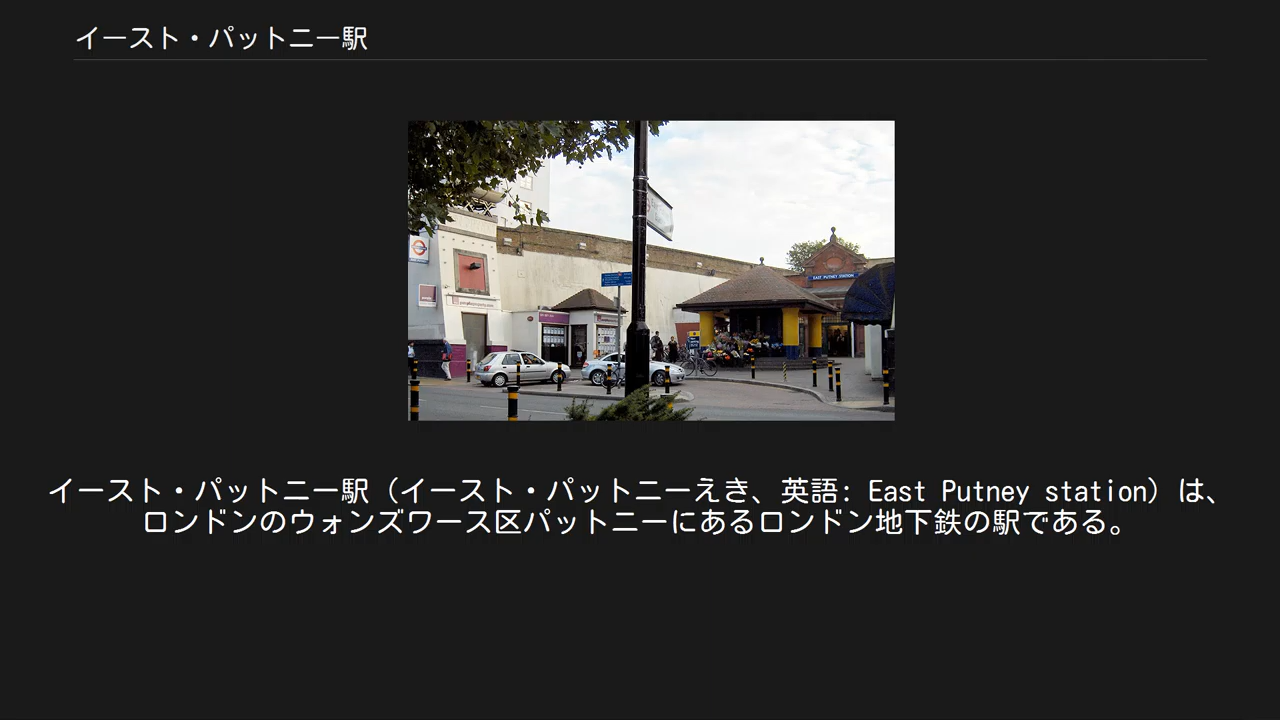 イースト・パットニー駅
EAST PUTNEY STATION
イースト・パットニー駅（イースト・パットニーえき、英語: East Putney station）は、
ロンドンのウォンズワース区パットニーにあるロンドン地下鉄の駅である。